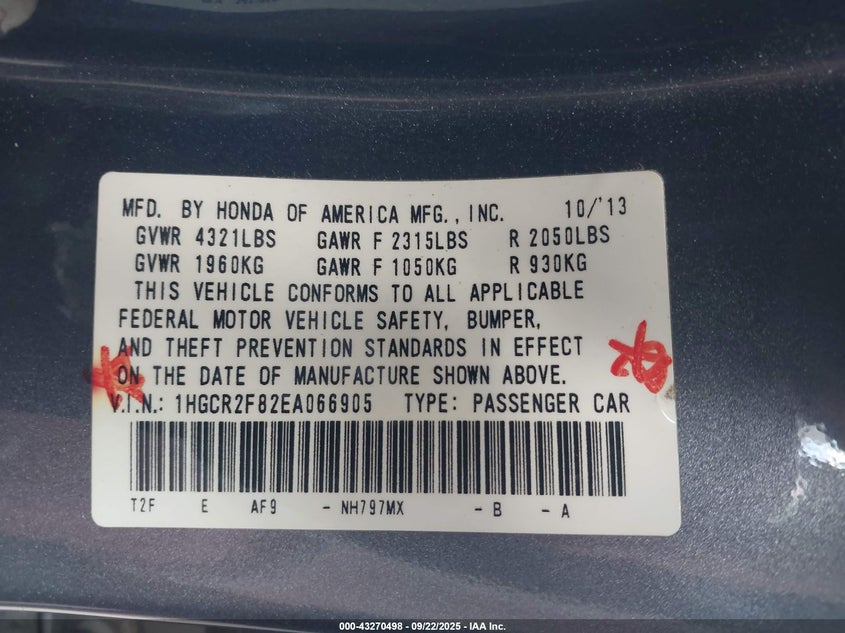 MFD. BY HONDA OF AMERICA MFG., INC. 10/'13
GVWR 4321LBS GAWR F 2315LBS R 2050LBS
GVWR 1960KG GAWR F 1050KG R 930KG
THIS VEHICLE CONFORMS TO ALL APPLICABLE
FEDERAL MOTOR VEHICLE SAFETY, BUMPER,
AND THEFT PREVENTION STANDARDS IN EFFECT
ON THE DATE OF MANUFACTURE SHOWN ABOVE.
V.I.N.: 1HGCR2F82EA066905 TYPE: PASSENGER CAR
T2F E AF9 - NH797MX - B - A
000-43270498 - 09/22/2025 - IAA Inc.